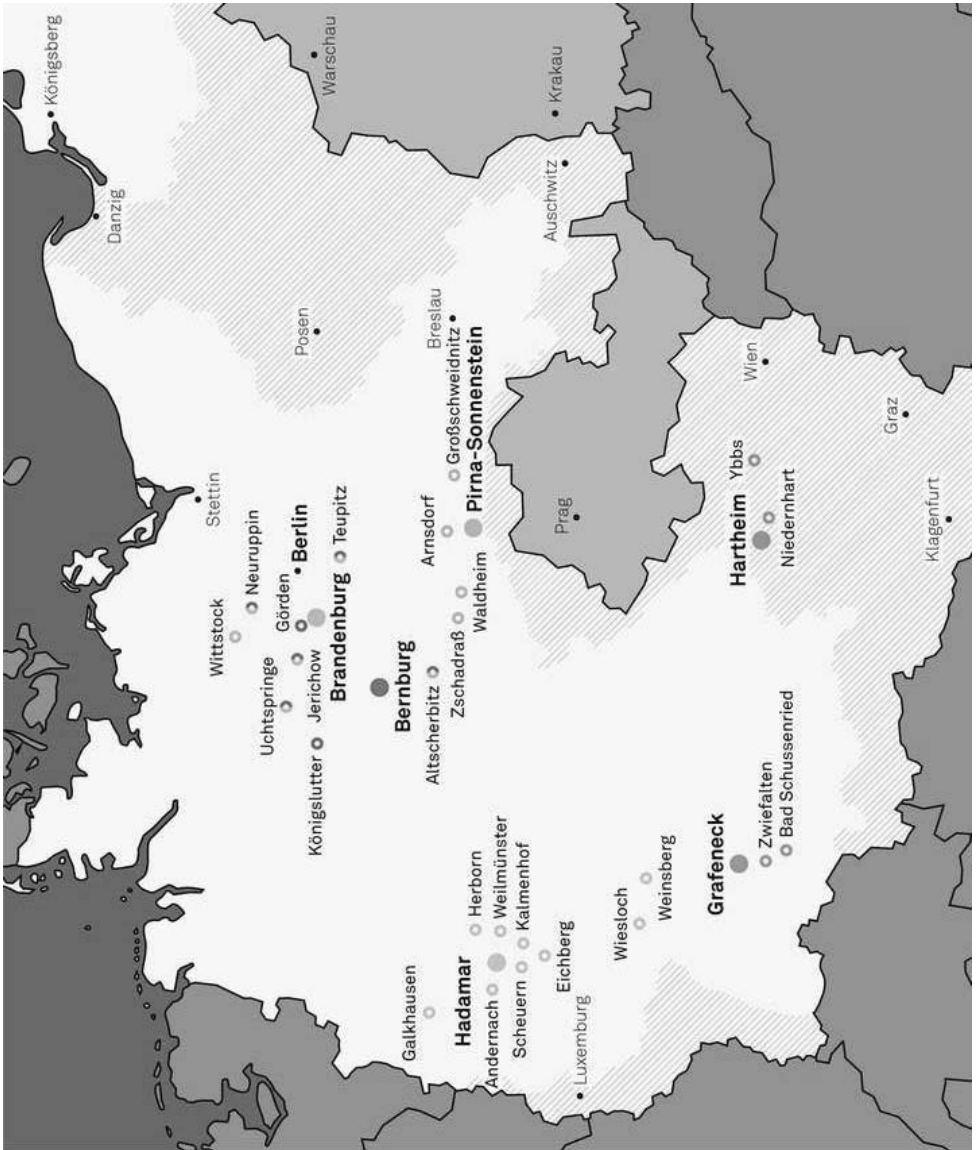 Königsberg
Danzig
Warschau
Krakau
Auschwitz
Posen
Breslau
Stettin
Großschweidnitz
Pirna-Sonnenstein
Arnsdorf
Waldheim
Zschadraß
Wittstock
Neuruppin
Görden
Berlin
Teupitz
Uchtspringe
Jerichow
Brandenburg
Königslutter
Bernburg
Altscherbitz
Prag
Wien
Ybbs
Hartheim
Niedernhart
Graz
Klagenfurt
Galkhausen
Hadamar
Herborn
Weilmünster
Kalmenhof
Andernach
Scheuern
Eichberg
Luxemburg
Wiesloch
Weinsberg
Grafeneck
Zwiefalten
Bad Schussenried